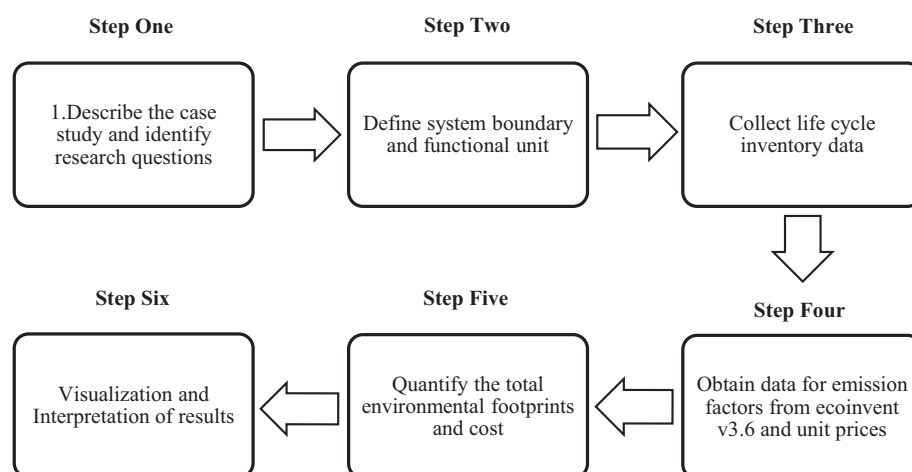 Step One
1.Describe the case
study and identify
research questions
Step Two
Define system boundary
and functional unit
Step Three
Collect life cycle
inventory data
Step Four
Obtain data for emission
factors from ecoinvent
v3.6 and unit prices
Step Five
Quantify the total
environmental footprints
and cost
Step Six
Visualization and
Interpretation of results